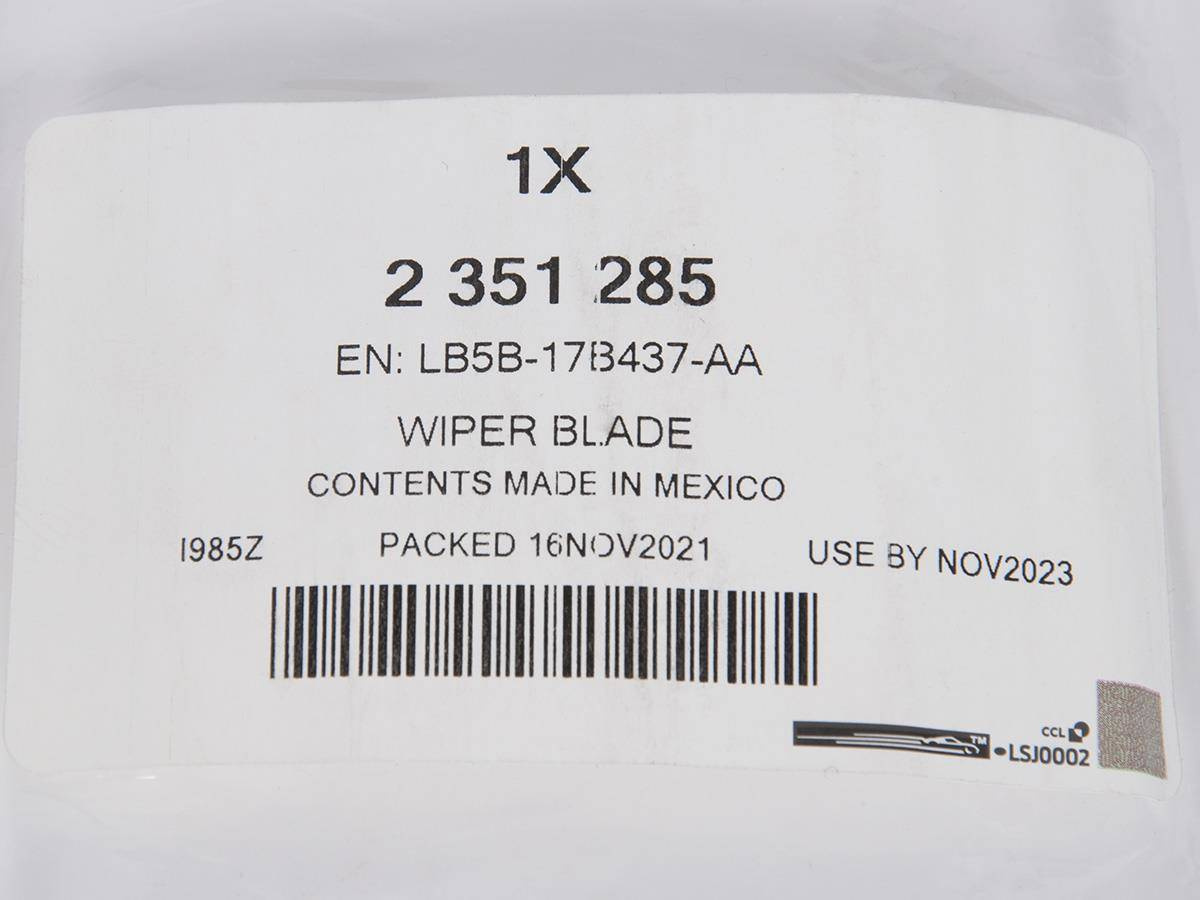 1X
2 351 285
EN: LB5B-17B437-AA
WIPER BLADE
CONTENTS MADE IN MEXICO
I985Z PACKED 16NOV2021 USE BY NOV2023
TM
CCL
•LSJ0002